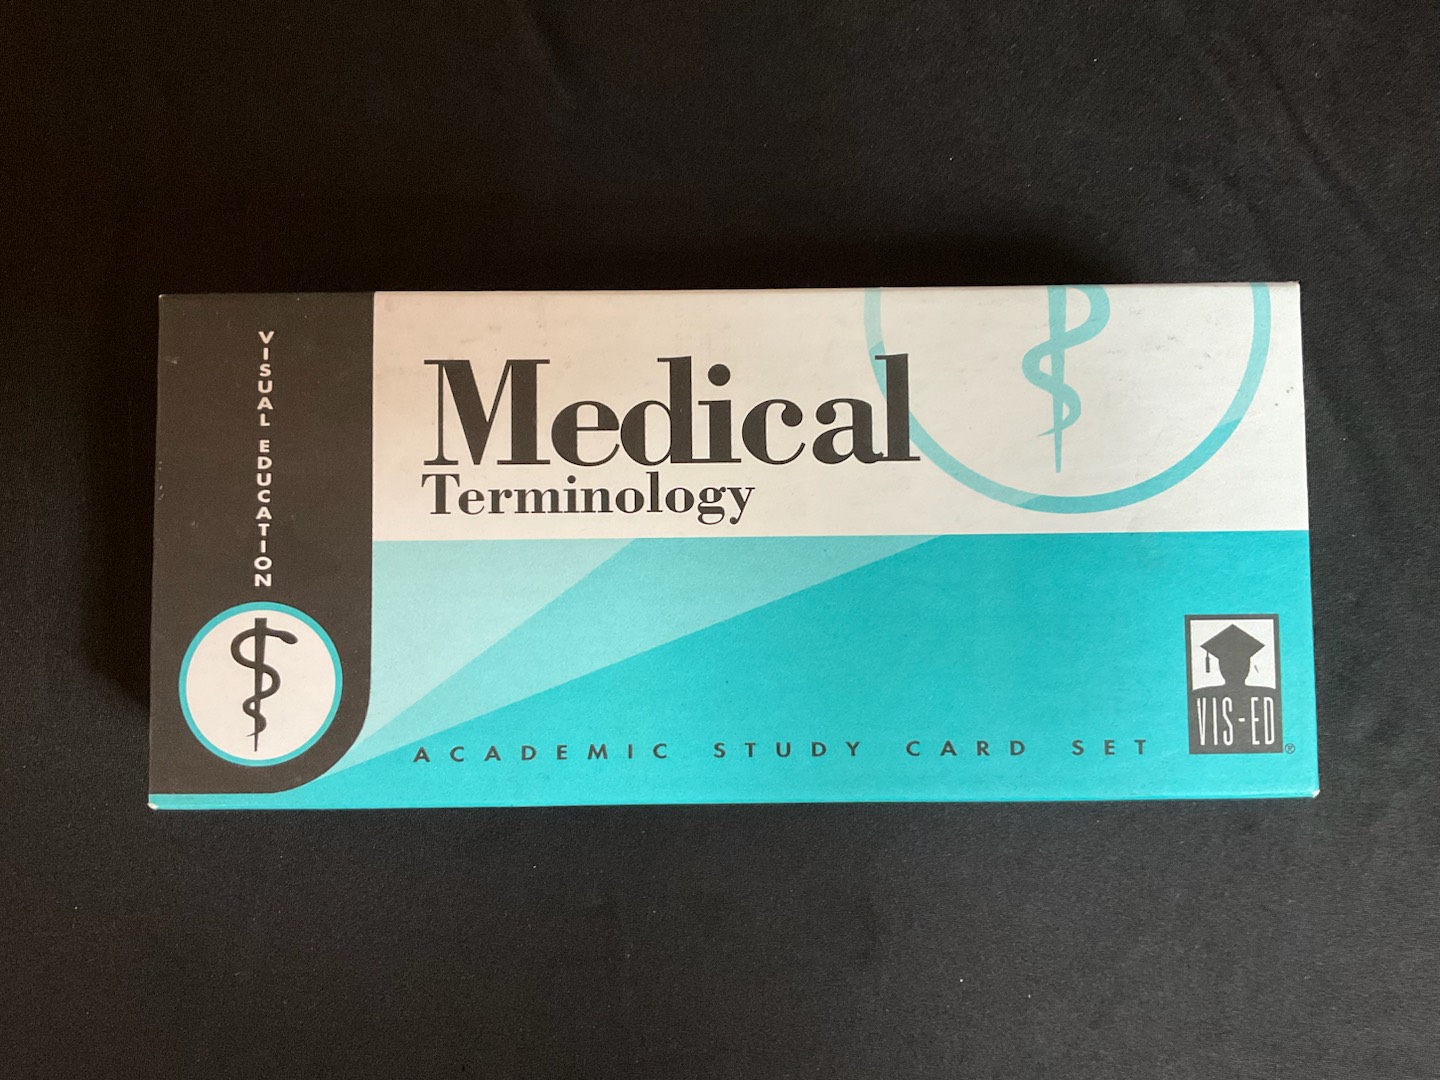 VISUAL EDUCATION
Medical
Terminology
ACADEMIC STUDY CARD SET
VIS-ED®